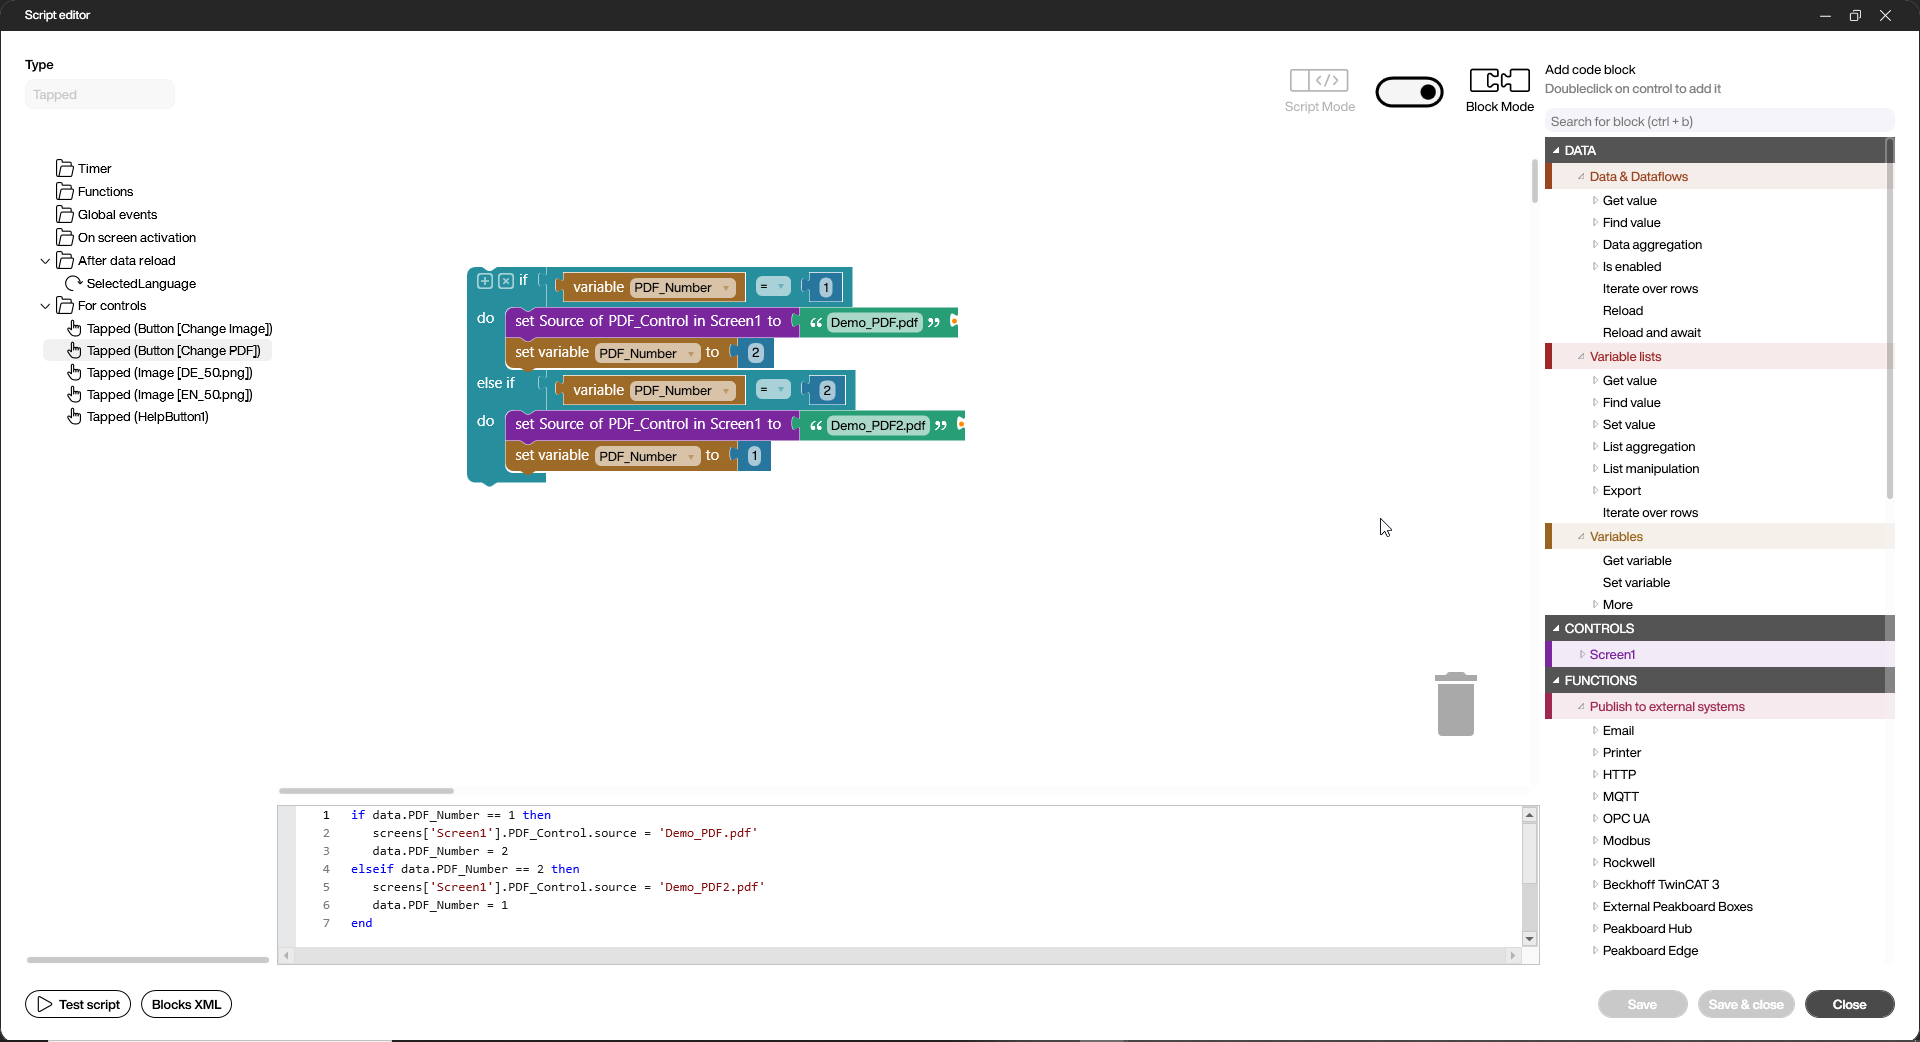 Script editor
Type
Tapped
Timer
Functions
Global events
On screen activation
After data reload
SelectedLanguage
For controls
Tapped (Button [Change Image])
Tapped (Button [Change PDF])
Tapped (Image [DE_50.png])
Tapped (Image [EN_50.png])
Tapped (HelpButton1)
Script Mode
Block Mode
if variable PDF_Number = 1
do set Source of PDF_Control in Screen1 to “ Demo_PDF.pdf ”
set variable PDF_Number to 2
else if variable PDF_Number = 2
do set Source of PDF_Control in Screen1 to “ Demo_PDF2.pdf ”
set variable PDF_Number to 1
1 if data.PDF_Number == 1 then
2 screens['Screen1'].PDF_Control.source = 'Demo_PDF.pdf'
3 data.PDF_Number = 2
4 elseif data.PDF_Number == 2 then
5 screens['Screen1'].PDF_Control.source = 'Demo_PDF2.pdf'
6 data.PDF_Number = 1
7 end
Add code block
Doubleclick on control to add it
Search for block (ctrl + b)
DATA
Data & Dataflows
Get value
Find value
Data aggregation
Is enabled
Iterate over rows
Reload
Reload and await
Variable lists
Get value
Find value
Set value
List aggregation
List manipulation
Export
Iterate over rows
Variables
Get variable
Set variable
More
CONTROLS
Screen1
FUNCTIONS
Publish to external systems
Email
Printer
HTTP
MQTT
OPC UA
Modbus
Rockwell
Beckhoff TwinCAT 3
External Peakboard Boxes
Peakboard Hub
Peakboard Edge
Test script
Blocks XML
Save
Save & close
Close